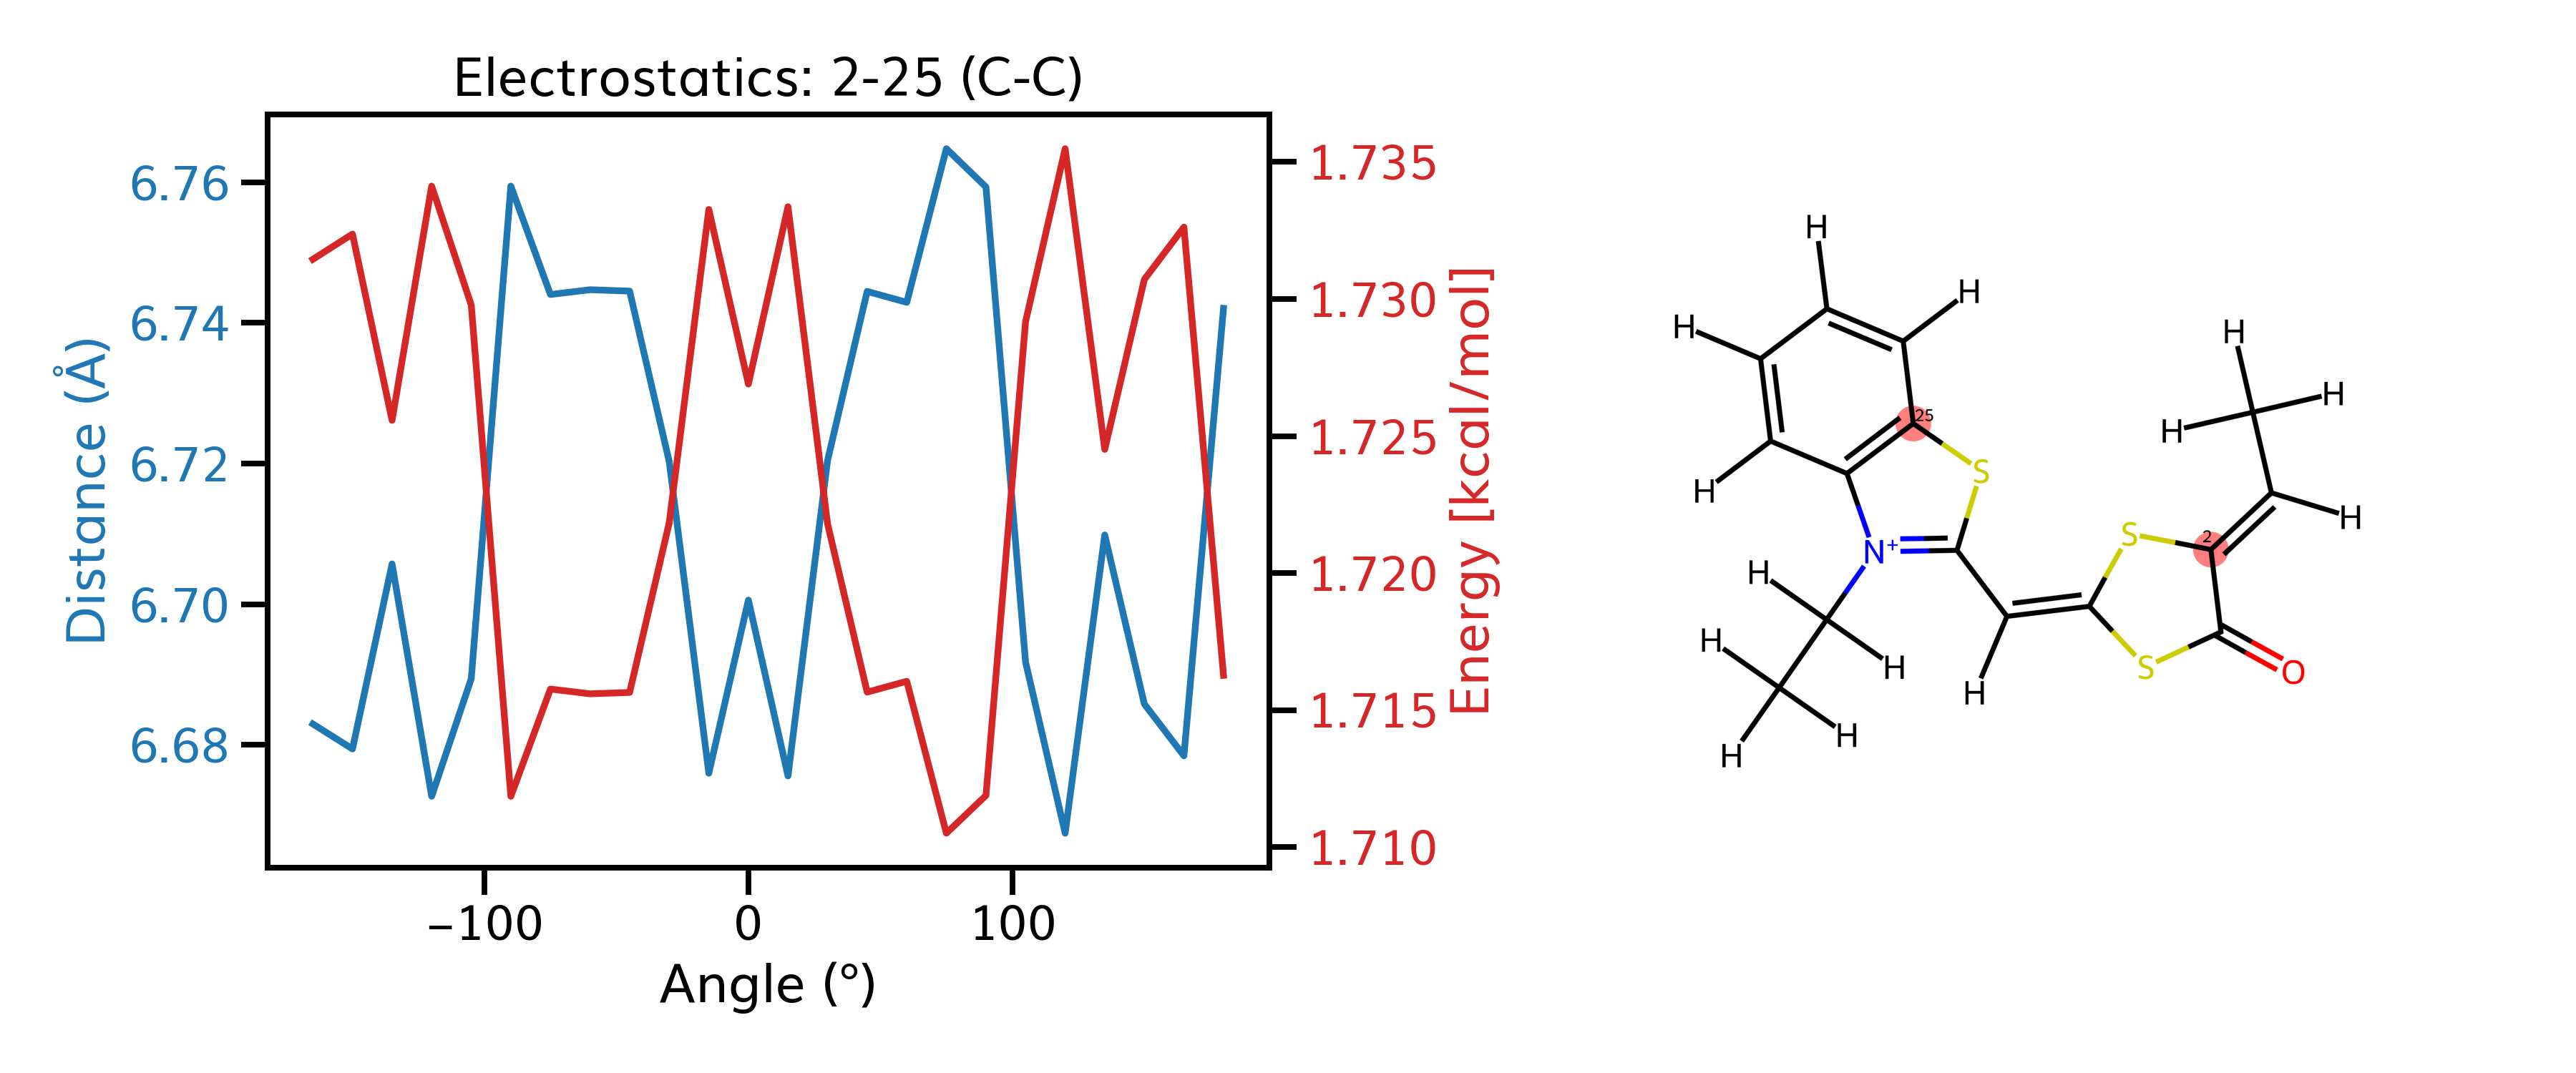 Electrostatics: 2-25 (C-C)
6.76
6.74
6.72
6.70
6.68
Distance (Å)
1.735
1.730
1.725
1.720
1.715
1.710
Energy [kcal/mol]
−100 0 100
Angle (°)
H
H
H
H
H
H
25
H
S
H
H
S
2
N+
H
H
H
S
O
H
H
H